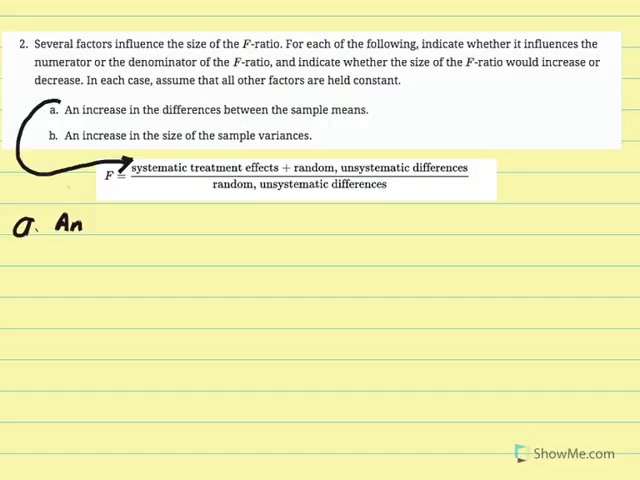 2. Several factors influence the size of the F-ratio. For each of the following, indicate whether it influences the
numerator or the denominator of the F-ratio, and indicate whether the size of the F-ratio would increase or
decrease. In each case, assume that all other factors are held constant.
a. An increase in the differences between the sample means.
b. An increase in the size of the sample variances.
F = systematic treatment effects + random, unsystematic differences
random, unsystematic differences
a. An
ShowMe.com